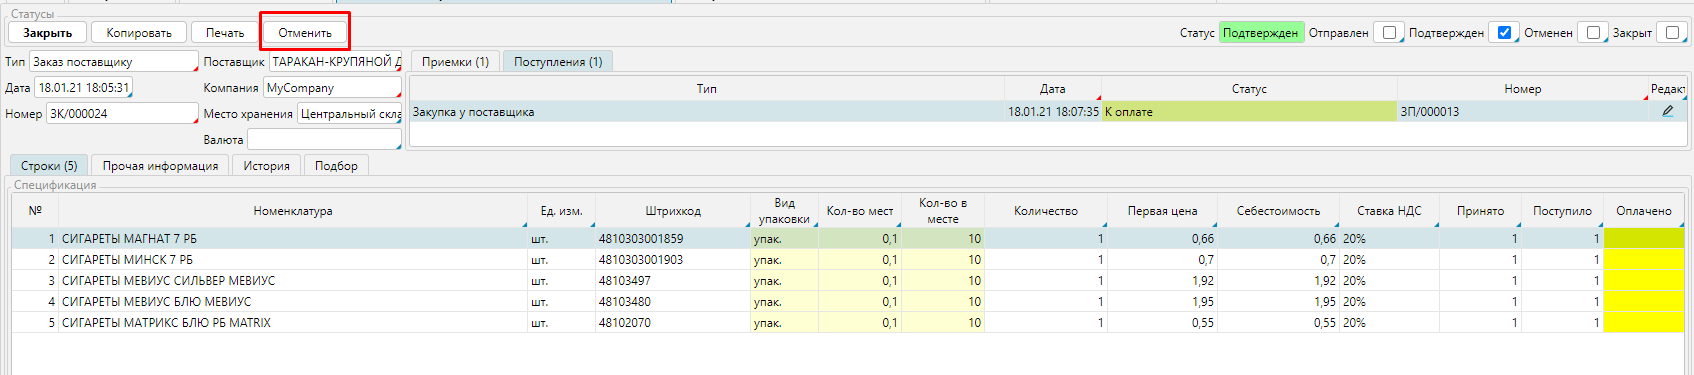 Статусы
Закрыть Копировать Печать Отменить Статус Подтвержден Отправлен Подтвержден Отменен Закрыт
Тип Заказ поставщику Поставщик ТАРАКАН-КРУПЯНОЙ Д Приемки (1) Поступления (1)
Дата 18.01.21 18:05:31 Компания MyCompany Тип Дата Статус Номер Редакт
Номер ЗК/000024 Место хранения Центральный скла Закупка у поставщика 18.01.21 18:07:35 К оплате ЗП/000013
Валюта
Строки (5) Прочая информация История Подбор
Спецификация
№ Номенклатура Ед. изм. Штрихкод Вид упаковки Кол-во мест Кол-во в месте Количество Первая цена Себестоимость Ставка НДС Принято Поступило Оплачено
1 СИГАРЕТЫ МАГНАТ 7 РБ шт. 4810303001859 упак. 0,1 10 1 0,66 0,66 20% 1 1
2 СИГАРЕТЫ МИНСК 7 РБ шт. 4810303001903 упак. 0,1 10 1 0,7 0,7 20% 1 1
3 СИГАРЕТЫ МЕВИУС СИЛЬВЕР МЕВИУС шт. 48103497 упак. 0,1 10 1 1,92 1,92 20% 1 1
4 СИГАРЕТЫ МЕВИУС БЛЮ МЕВИУС шт. 48103480 упак. 0,1 10 1 1,95 1,95 20% 1 1
5 СИГАРЕТЫ МАТРИКС БЛЮ РБ MATRIX шт. 48102070 упак. 0,1 10 1 0,55 0,55 20% 1 1